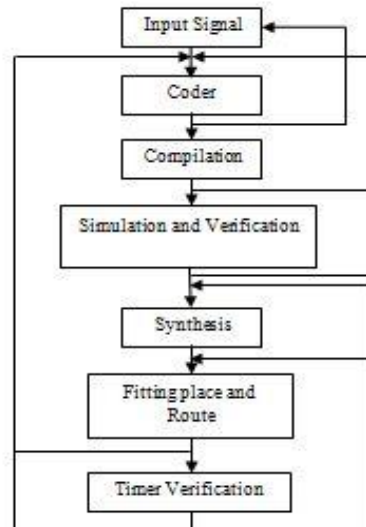 Input Signal
Coder
Compilation
Simulation and Verification
Synthesis
Fitting place and
Route
Timer Verification